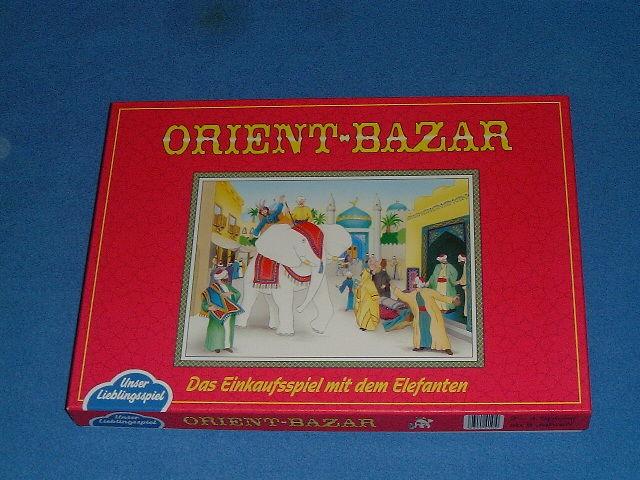 ORIENT-BAZAR
Das Einkaufsspiel mit dem Elefanten
Unser
Lieblingsspiel
Unser
Lieblingsspiel
ORIENT-BAZAR